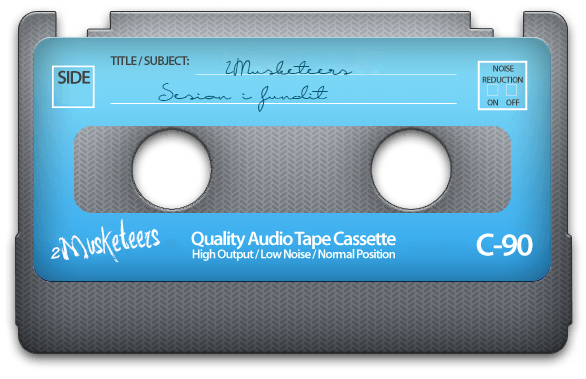 TITLE / SUBJECT: 2Musketeers
Sesion i fundit
SIDE
NOISE
REDUCTION
ON OFF
2Musketeers
Quality Audio Tape Cassette
High Output / Low Noise / Normal Position
C-90